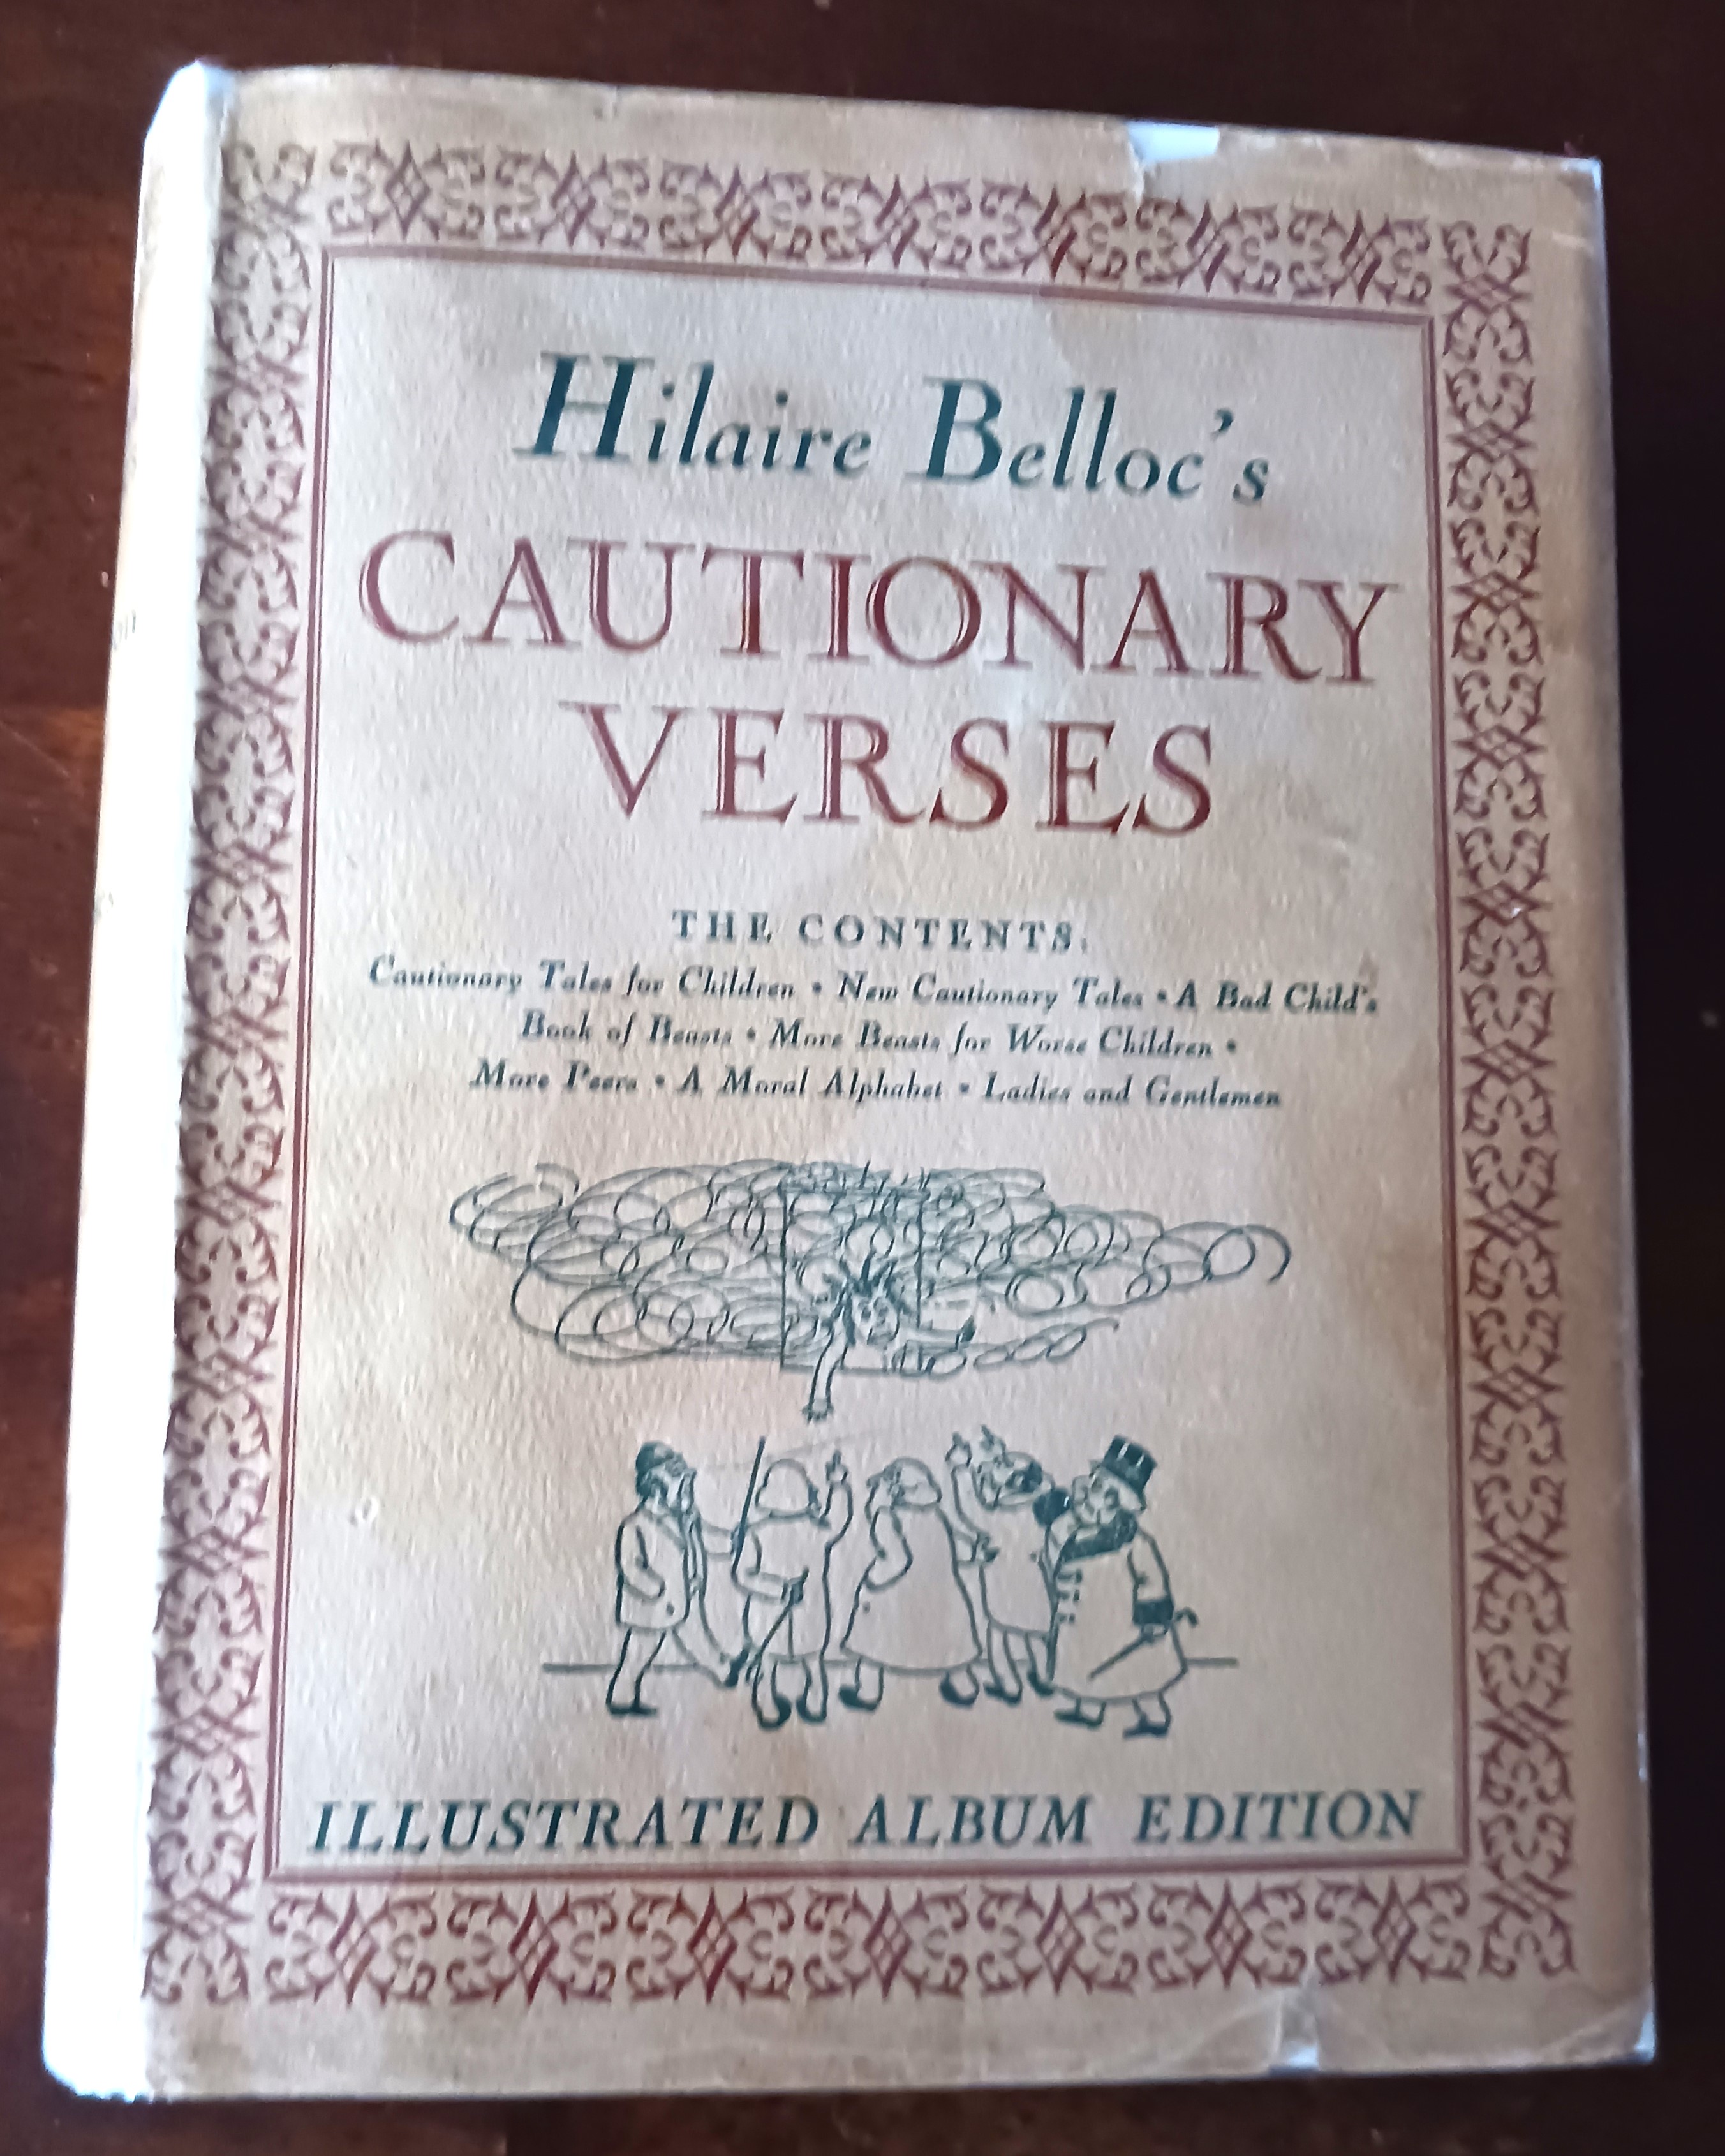 Hilaire Belloc's
CAUTIONARY
VERSES
THE CONTENTS:
Cautionary Tales for Children • New Cautionary Tales • A Bad Child's
Book of Beasts • More Beasts for Worse Children •
More Peers • A Moral Alphabet • Ladies and Gentlemen
ILLUSTRATED ALBUM EDITION